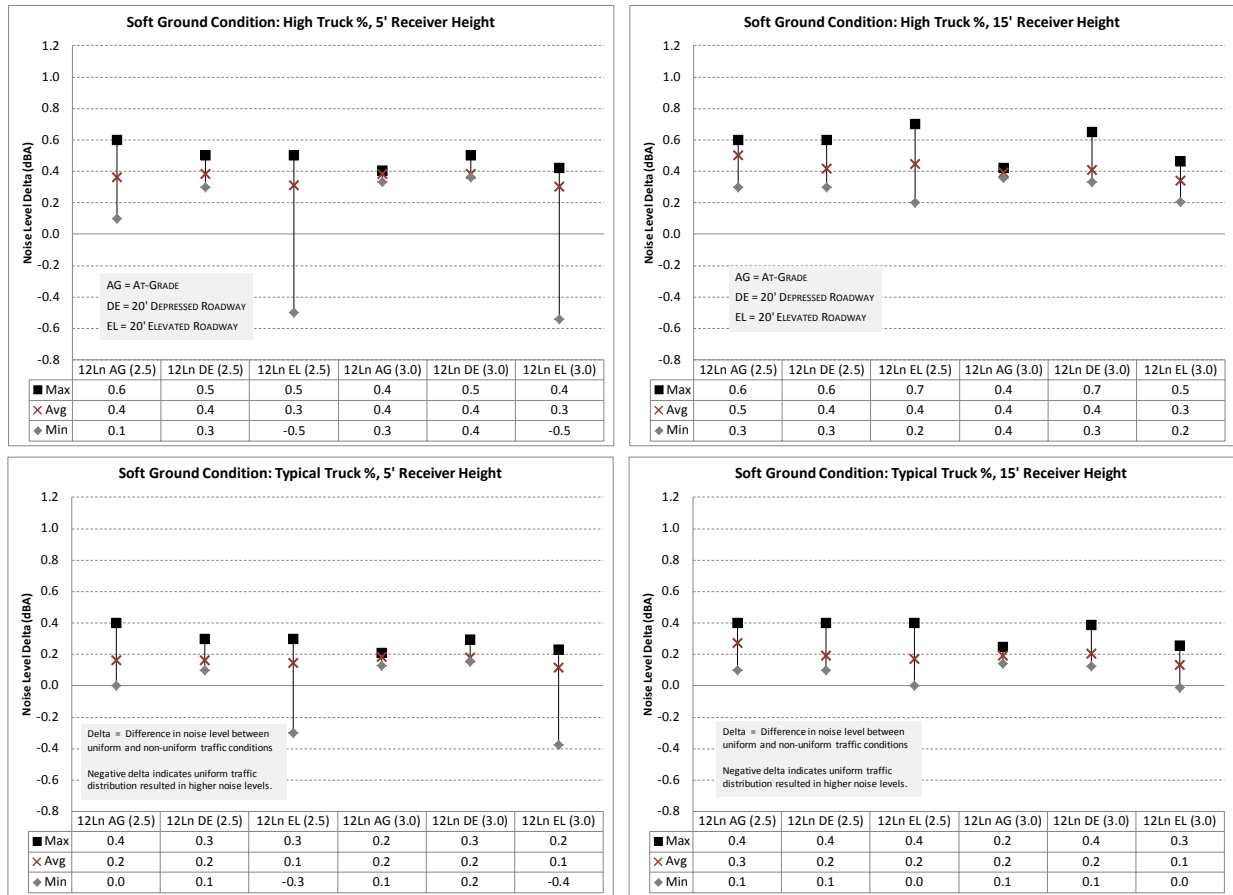 Soft Ground Condition: High Truck %, 5' Receiver Height
1.2
1.0
0.8
0.6
0.4
0.2
0.0
-0.2
-0.4
-0.6
-0.8
Noise Level Delta (dBA)
AG = AT-GRADE
DE = 20' DEPRESSED ROADWAY
EL = 20' ELEVATED ROADWAY
12Ln AG (2.5) 12Ln DE (2.5) 12Ln EL (2.5) 12Ln AG (3.0) 12Ln DE (3.0) 12Ln EL (3.0)
Max 0.6 0.5 0.5 0.4 0.5 0.4
Avg 0.4 0.4 0.3 0.4 0.4 0.3
Min 0.1 0.3 -0.5 0.3 0.4 -0.5
Soft Ground Condition: High Truck %, 15' Receiver Height
1.2
1.0
0.8
0.6
0.4
0.2
0.0
-0.2
-0.4
-0.6
-0.8
Noise Level Delta (dBA)
AG = AT-GRADE
DE = 20' DEPRESSED ROADWAY
EL = 20' ELEVATED ROADWAY
12Ln AG (2.5) 12Ln DE (2.5) 12Ln EL (2.5) 12Ln AG (3.0) 12Ln DE (3.0) 12Ln EL (3.0)
Max 0.6 0.6 0.7 0.4 0.7 0.5
Avg 0.5 0.4 0.4 0.4 0.4 0.3
Min 0.3 0.3 0.2 0.4 0.3 0.2
Soft Ground Condition: Typical Truck %, 5' Receiver Height
1.2
1.0
0.8
0.6
0.4
0.2
0.0
-0.2
-0.4
-0.6
-0.8
Noise Level Delta (dBA)
Delta = Difference in noise level between
uniform and non-uniform traffic conditions
Negative delta indicates uniform traffic
distribution resulted in higher noise levels.
12Ln AG (2.5) 12Ln DE (2.5) 12Ln EL (2.5) 12Ln AG (3.0) 12Ln DE (3.0) 12Ln EL (3.0)
Max 0.4 0.3 0.3 0.2 0.3 0.2
Avg 0.2 0.2 0.1 0.2 0.2 0.1
Min 0.0 0.1 -0.3 0.1 0.2 -0.4
Soft Ground Condition: Typical Truck %, 15' Receiver Height
1.2
1.0
0.8
0.6
0.4
0.2
0.0
-0.2
-0.4
-0.6
-0.8
Noise Level Delta (dBA)
Delta = Difference in noise level between
uniform and non-uniform traffic conditions
Negative delta indicates uniform traffic
distribution resulted in higher noise levels.
12Ln AG (2.5) 12Ln DE (2.5) 12Ln EL (2.5) 12Ln AG (3.0) 12Ln DE (3.0) 12Ln EL (3.0)
Max 0.4 0.4 0.4 0.2 0.4 0.3
Avg 0.3 0.2 0.2 0.2 0.2 0.1
Min 0.1 0.1 0.0 0.1 0.1 0.0